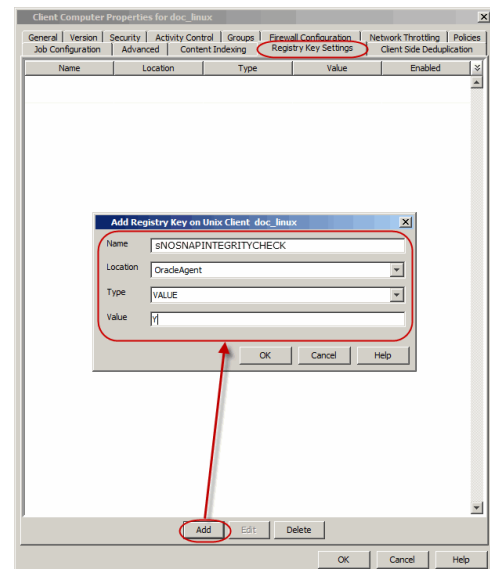 Client Computer Properties for doc_linux
General Version Security Activity Control Groups Firewall Configuration Network Throttling Policies
Job Configuration Advanced Content Indexing Registry Key Settings Client Side Deduplication
Name Location Type Value Enabled
Add Registry Key on Unix Client doc_linux
Name sNOSNAPINTEGRITYCHECK
Location OracleAgent
Type VALUE
Value Y
OK Cancel Help
Add Edit Delete
OK Cancel Help